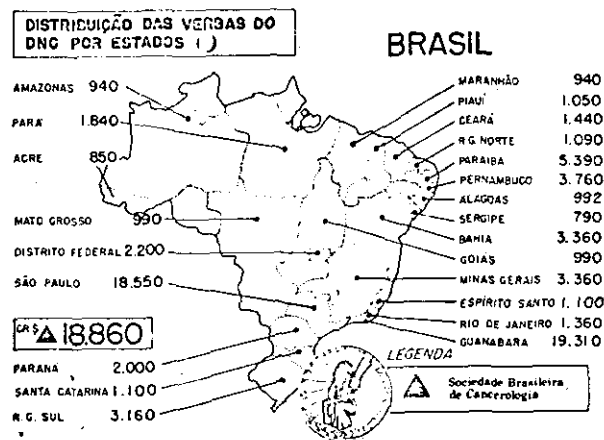 DISTRIBUIÇÃO DAS VERBAS DO
DNC POR ESTADOS ( )
BRASIL
AMAZONAS 940
PARÁ 1.840
ACRE 850
MATO GROSSO 990
DISTRITO FEDERAL 2.200
SÃO PAULO 18.550
CR$ 18.860
PARANÁ 2.000
SANTA CATARINA 1.100
R.G. SUL 3.160
MARANHÃO 940
PIAUÍ 1.050
CEARÁ 1.440
R.G. NORTE 1.090
PARAIBA 5.390
PERNAMBUCO 3.760
ALAGOAS 992
SERGIPE 790
BAHIA 3.360
GOIÁS 990
MINAS GERAIS 3.360
ESPÍRITO SANTO 1.100
RIO DE JANEIRO 1.360
GUANABARA 19.310
LEGENDA
Sociedade Brasileira
de Cancerologia